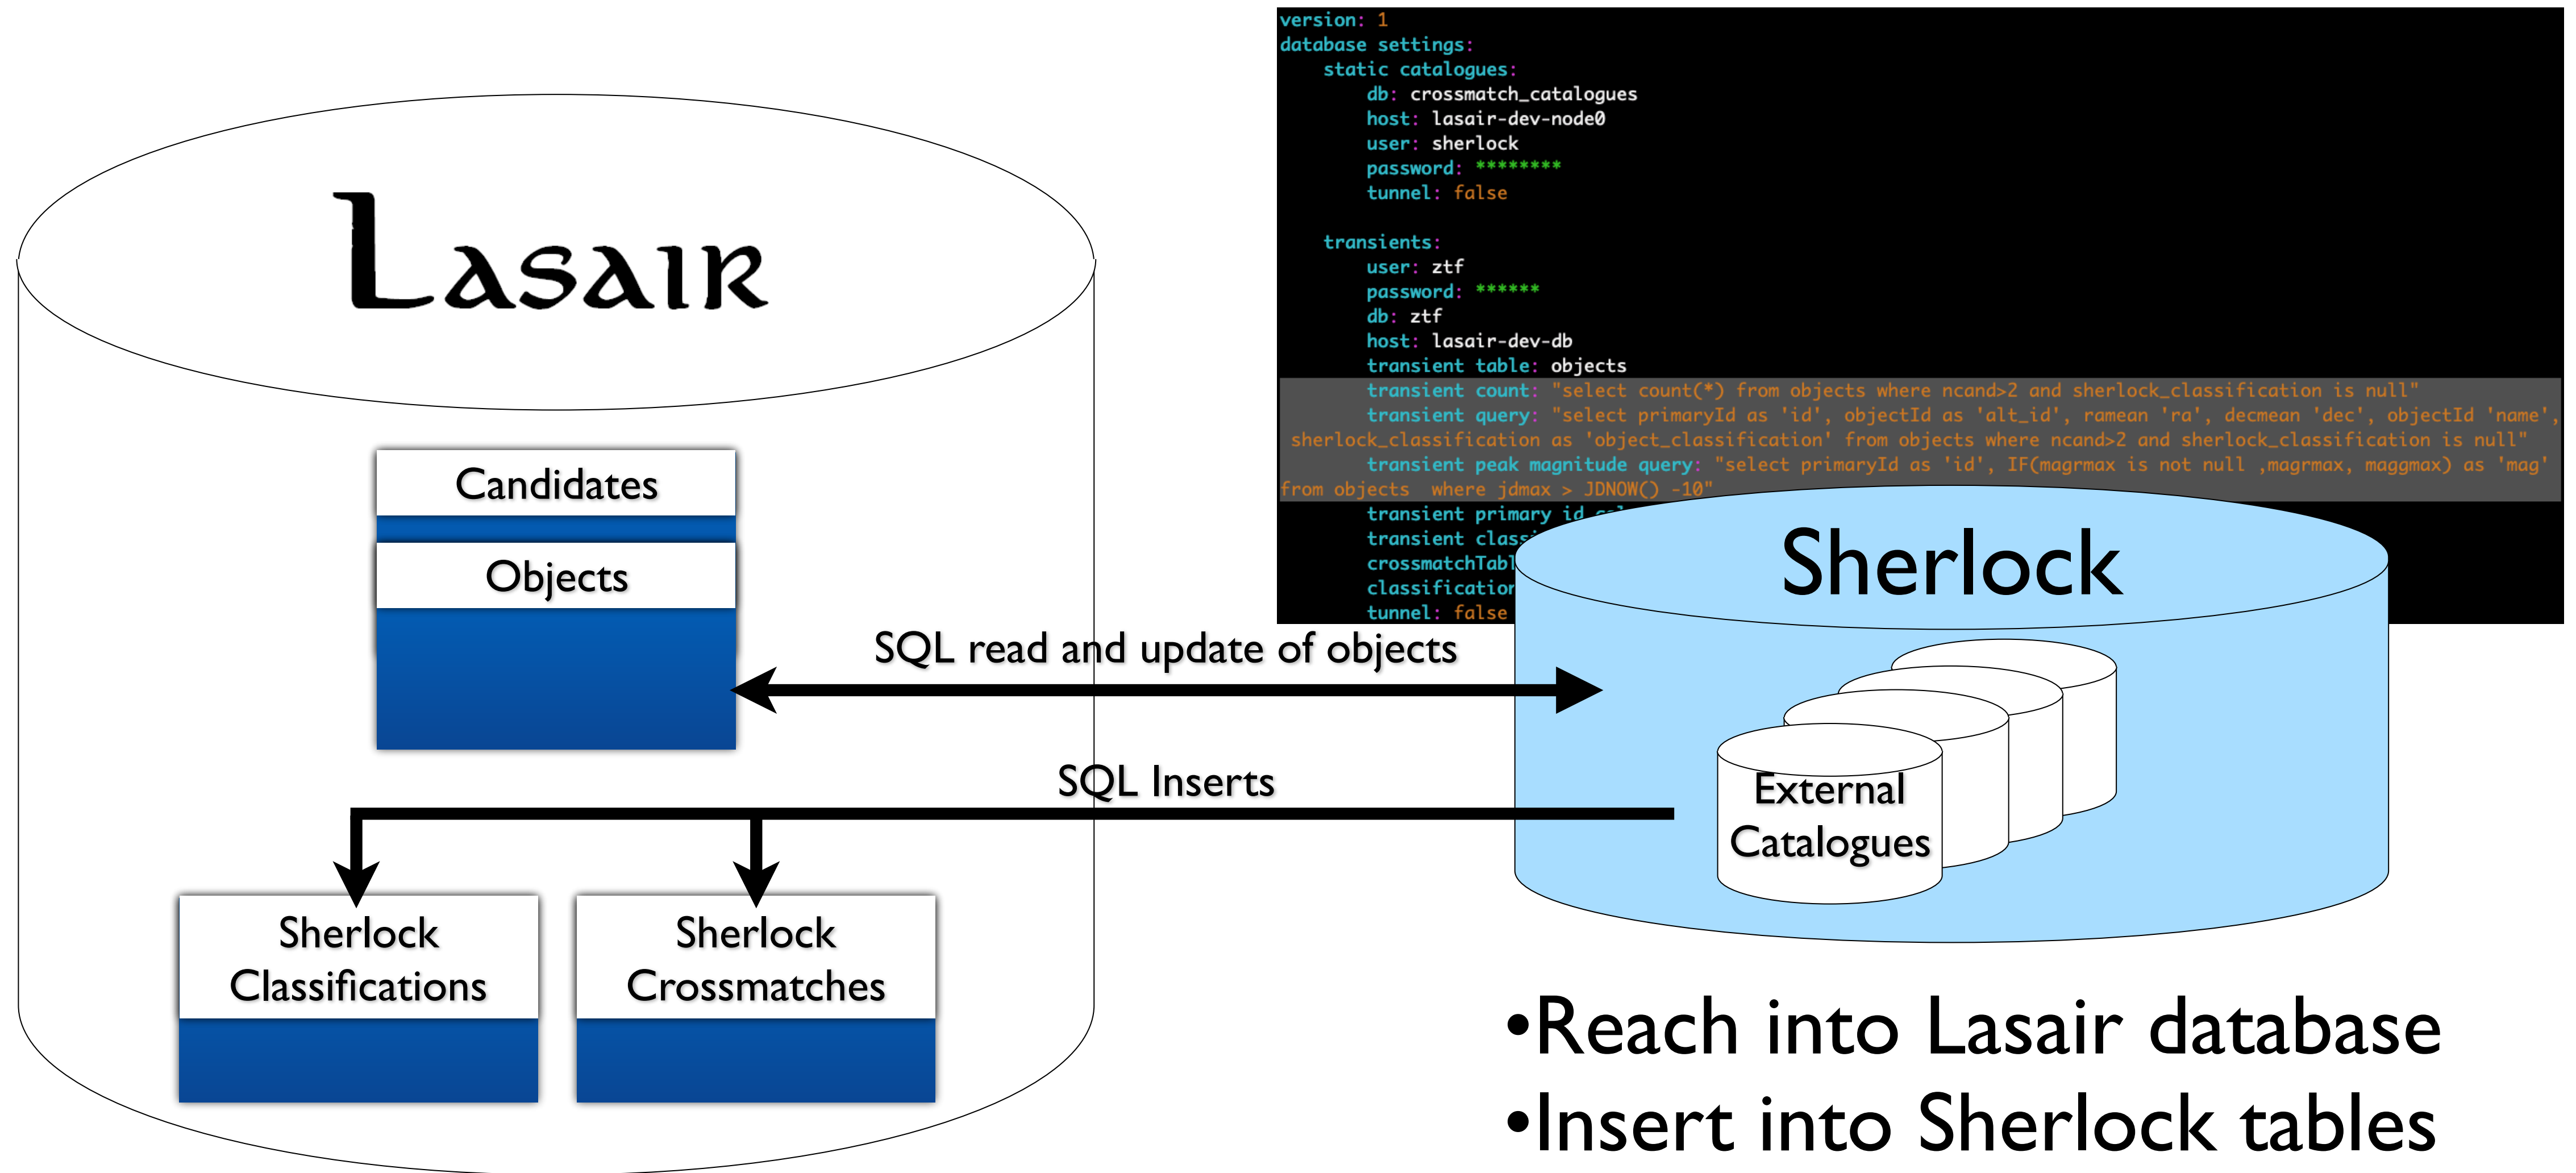 version: 1
database settings:
static catalogues:
db: crossmatch_catalogues
host: lasair-dev-node0
user: sherlock
password: ********
tunnel: false
transients:
user: ztf
password: ******
db: ztf
host: lasair-dev-db
transient table: objects
transient count: "select count(*) from objects where ncand>2 and sherlock_classification is null"
transient query: "select primaryId as 'id', objectId as 'alt_id', ramean 'ra', decmean 'dec', objectId 'name',
sherlock_classification as 'object_classification' from objects where ncand>2 and sherlock_classification is null"
transient peak magnitude query: "select primaryId as 'id', IF(magrmax is not null ,magrmax, maggmax) as 'mag'
from objects  where jdmax > JDNOW() -10"
transient primary id
transient
tunnel: false
LASAIR
Candidates
Objects
Sherlock
SQL read and update of objects
SQL Inserts
External
Catalogues
Sherlock
Classifications
Sherlock
Crossmatches
•Reach into Lasair database
•Insert into Sherlock tables